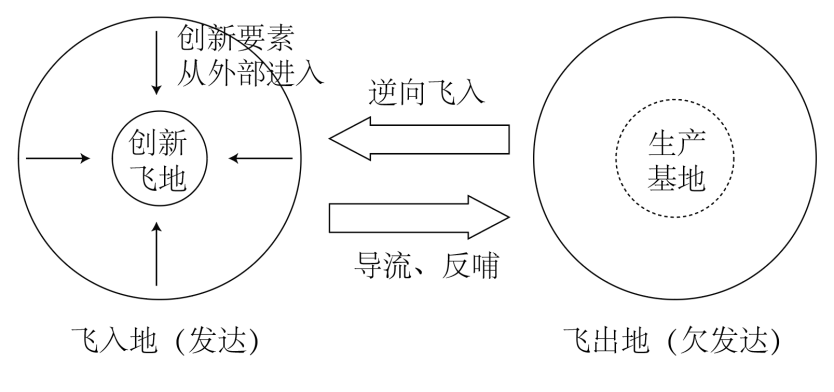 创新要素
从外部进入
创新
飞地
逆向飞入
导流、反哺
生产
基地
飞入地（发达）
飞出地（欠发达）